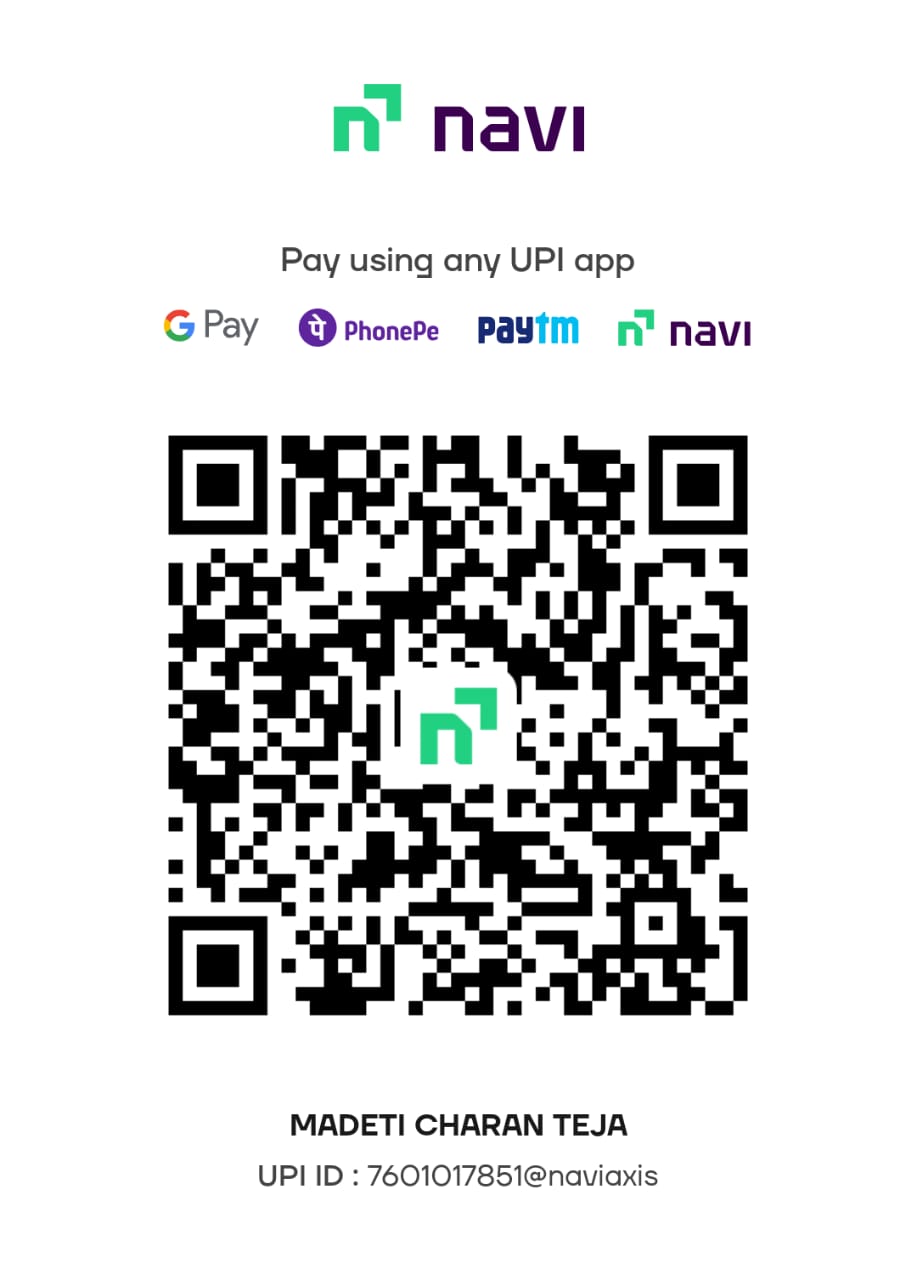 navi
Pay using any UPI app
G Pay पे PhonePe paytm navi
MADETI CHARAN TEJA
UPI ID : 7601017851@naviaxis